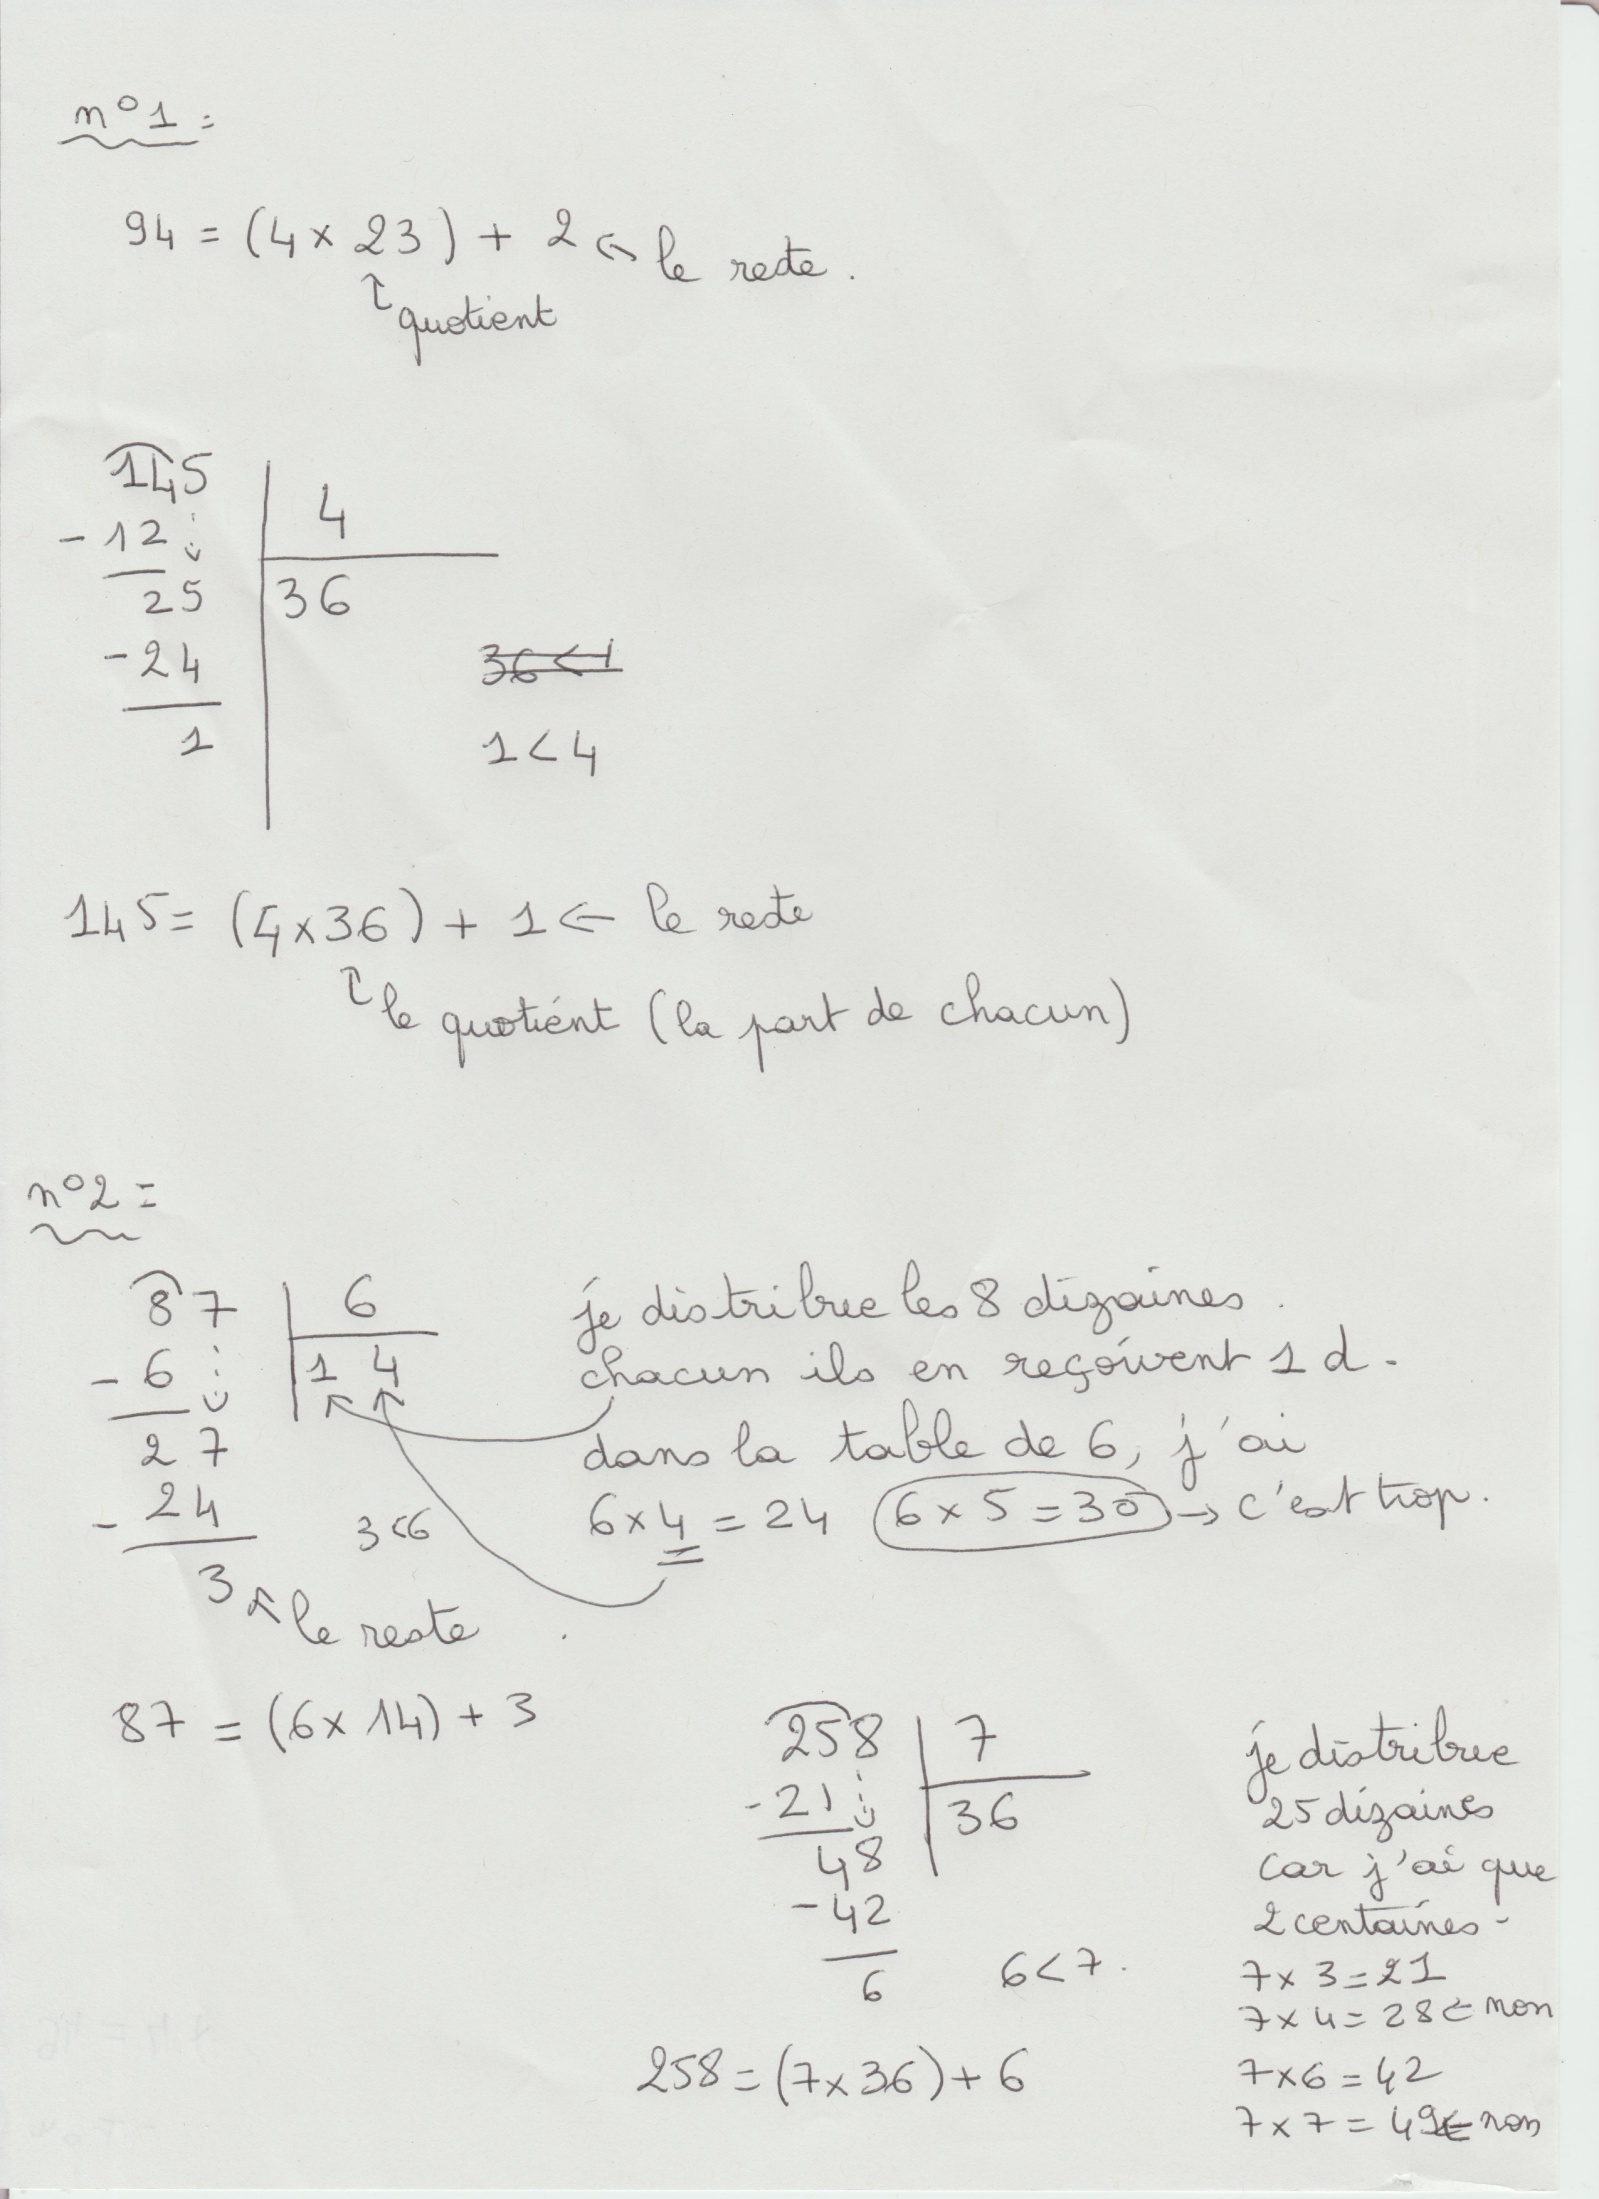 n°1 :
94 = (4 × 23) + 2 ← le reste.
↑ quotient
145 | 4
- 12
25 | 36
- 24
36 < 1
1
1 < 4
145 = (4×36) + 1 ← le reste
↑ le quotient (la part de chacun)
n°2 =
87 | 6
- 6 | 1 4
27
- 24
3 < 6
3 ← le reste
je distribue les 8 dizaines.
chacun ils en reçoivent 1 d.
dans la table de 6, j'ai
6 × 4 = 24 6 × 5 = 30 → c'est trop.
87 = (6 × 14) + 3
258 | 7
- 21 | 36
48
- 42
6
6 < 7.
258 = (7 × 36) + 6
je distribue
25 dizaines
car j'ai que
2 centaines -
7 × 3 = 21
7 × 4 = 28 ← non
7 × 6 = 42
7 × 7 = 49 ← non